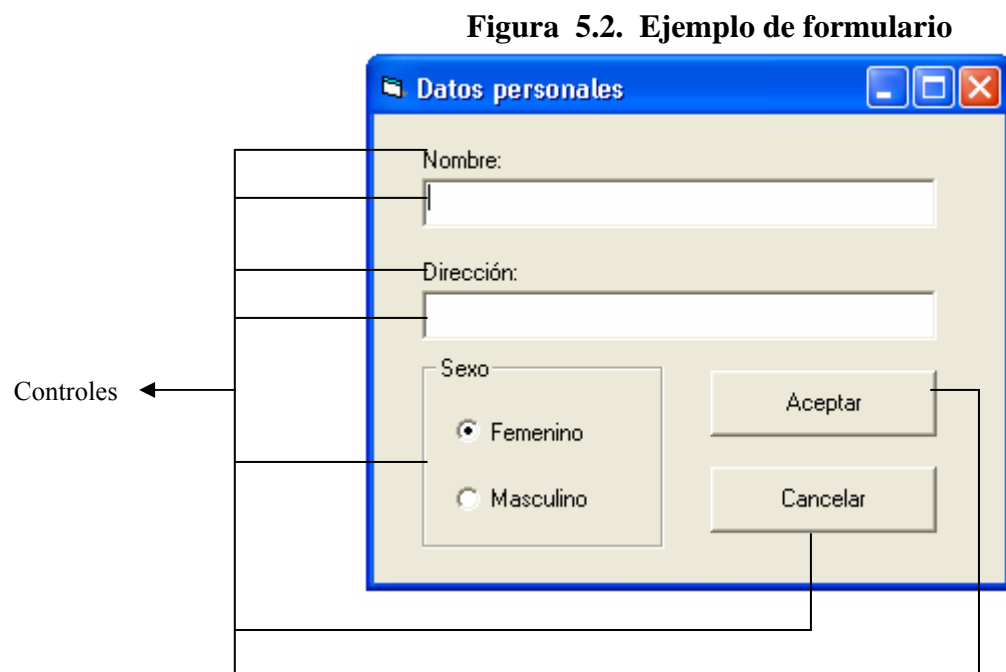 Figura 5.2. Ejemplo de formulario
Datos personales
Nombre:
Dirección:
Controles
Sexo
Femenino
Masculino
Aceptar
Cancelar